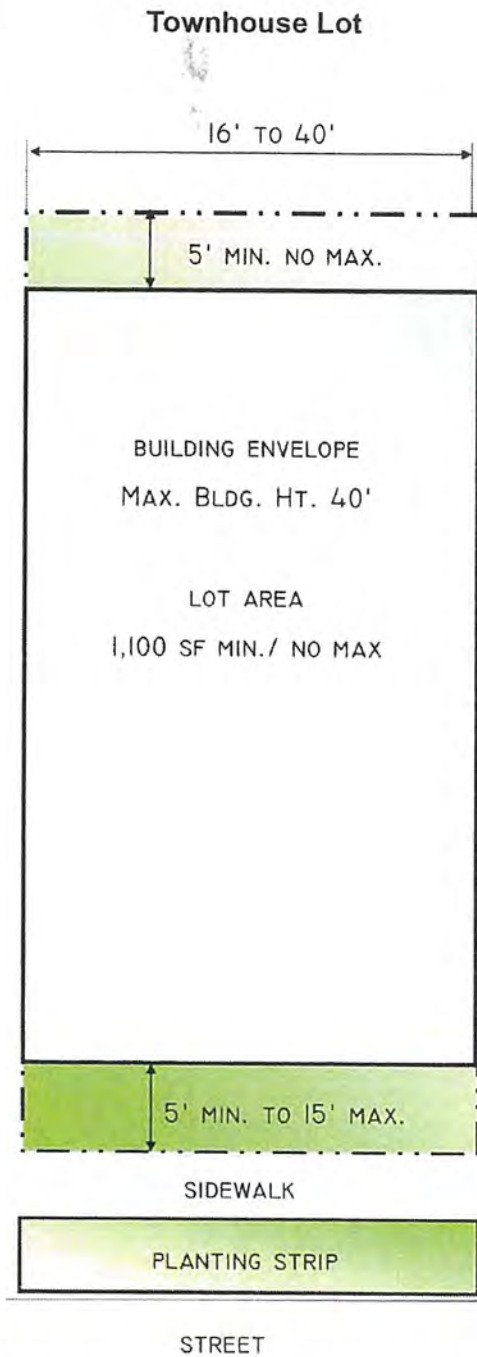 Townhouse Lot
16' TO 40'
5' MIN. NO MAX.
BUILDING ENVELOPE
MAX. BLDG. HT. 40'
LOT AREA
1,100 SF MIN./ NO MAX
5' MIN. TO 15' MAX.
SIDEWALK
PLANTING STRIP
STREET